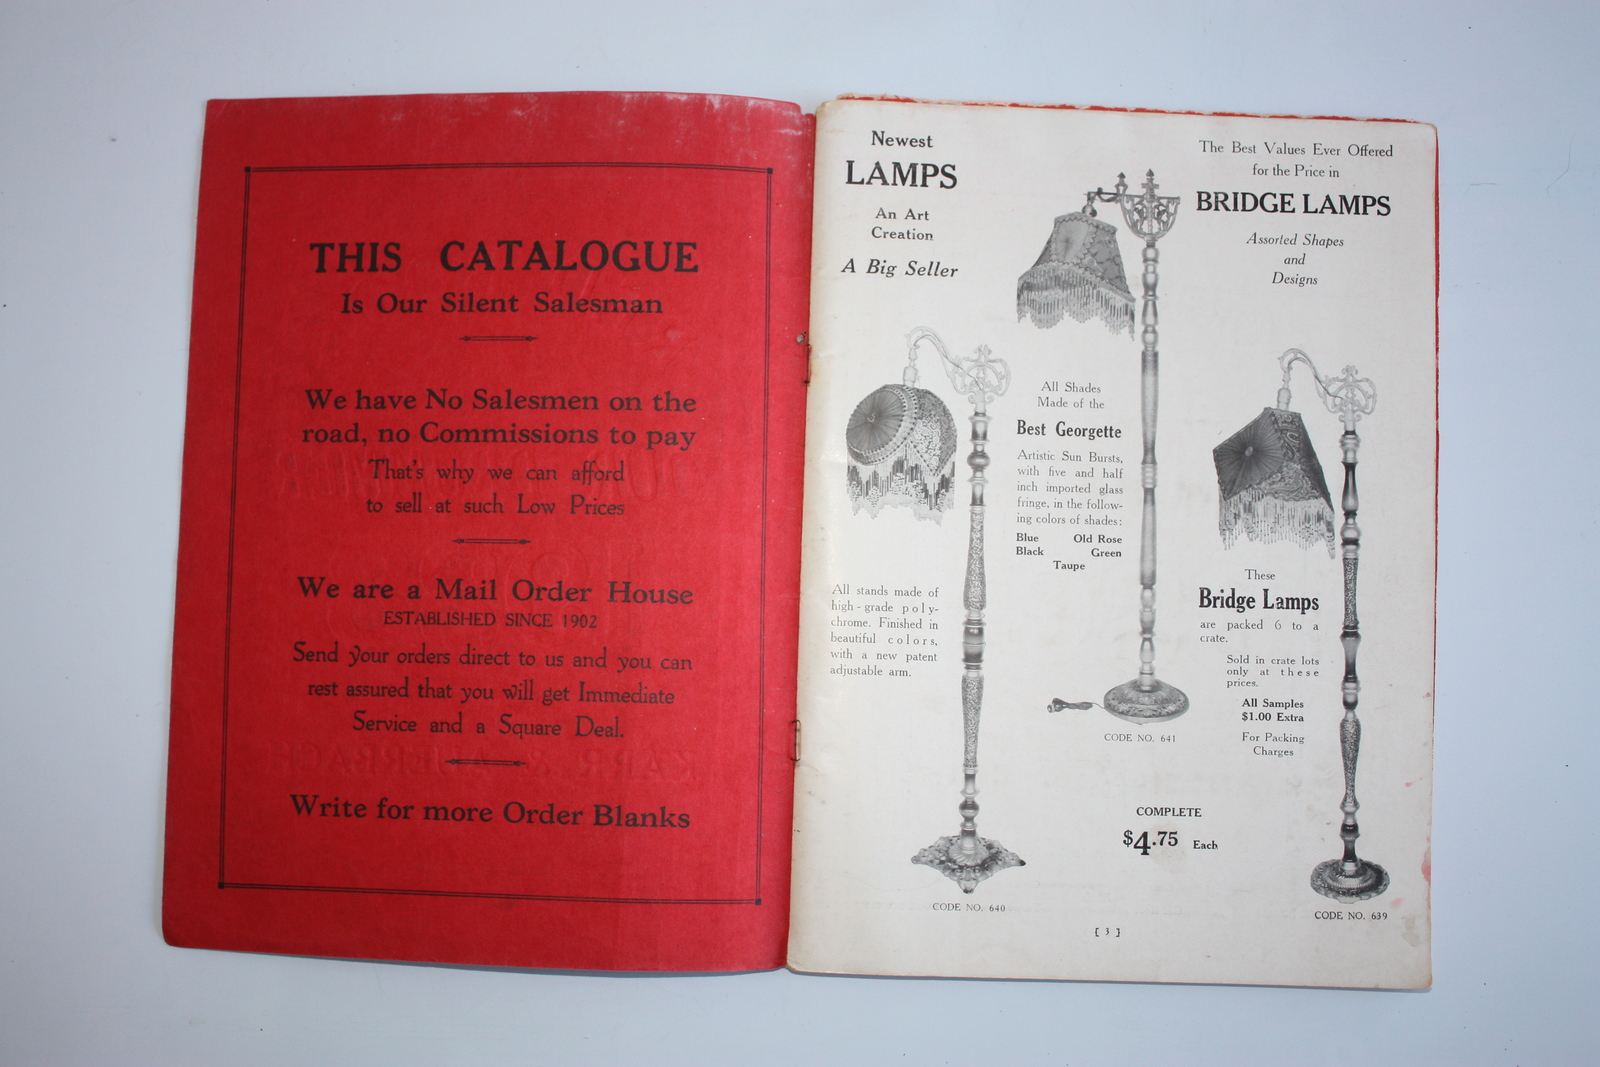 THIS CATALOGUE
Is Our Silent Salesman
We have No Salesmen on the
road, no Commissions to pay
That's why we can afford
to sell at such Low Prices
We are a Mail Order House
ESTABLISHED SINCE 1902
Send your orders direct to us and you can
rest assured that you will get Immediate
Service and a Square Deal.
Write for more Order Blanks
Newest
LAMPS
An Art
Creation
A Big Seller
The Best Values Ever Offered
for the Price in
BRIDGE LAMPS
Assorted Shapes
and
Designs
All Shades
Made of the
Best Georgette
Artistic Sun Bursts,
with five and half
inch imported glass
fringe, in the follow-
ing colors of shades:
Blue Old Rose
Black Green
Taupe
All stands made of
high-grade poly-
chrome. Finished in
beautiful colors,
with a new patent
adjustable arm.
These
Bridge Lamps
are packed 6 to a
crate.
Sold in crate lots
only at these
prices.
All Samples
$1.00 Extra
For Packing
Charges
CODE NO. 641
COMPLETE
$4.75 Each
CODE NO. 640
CODE NO. 639
[ 3 ]